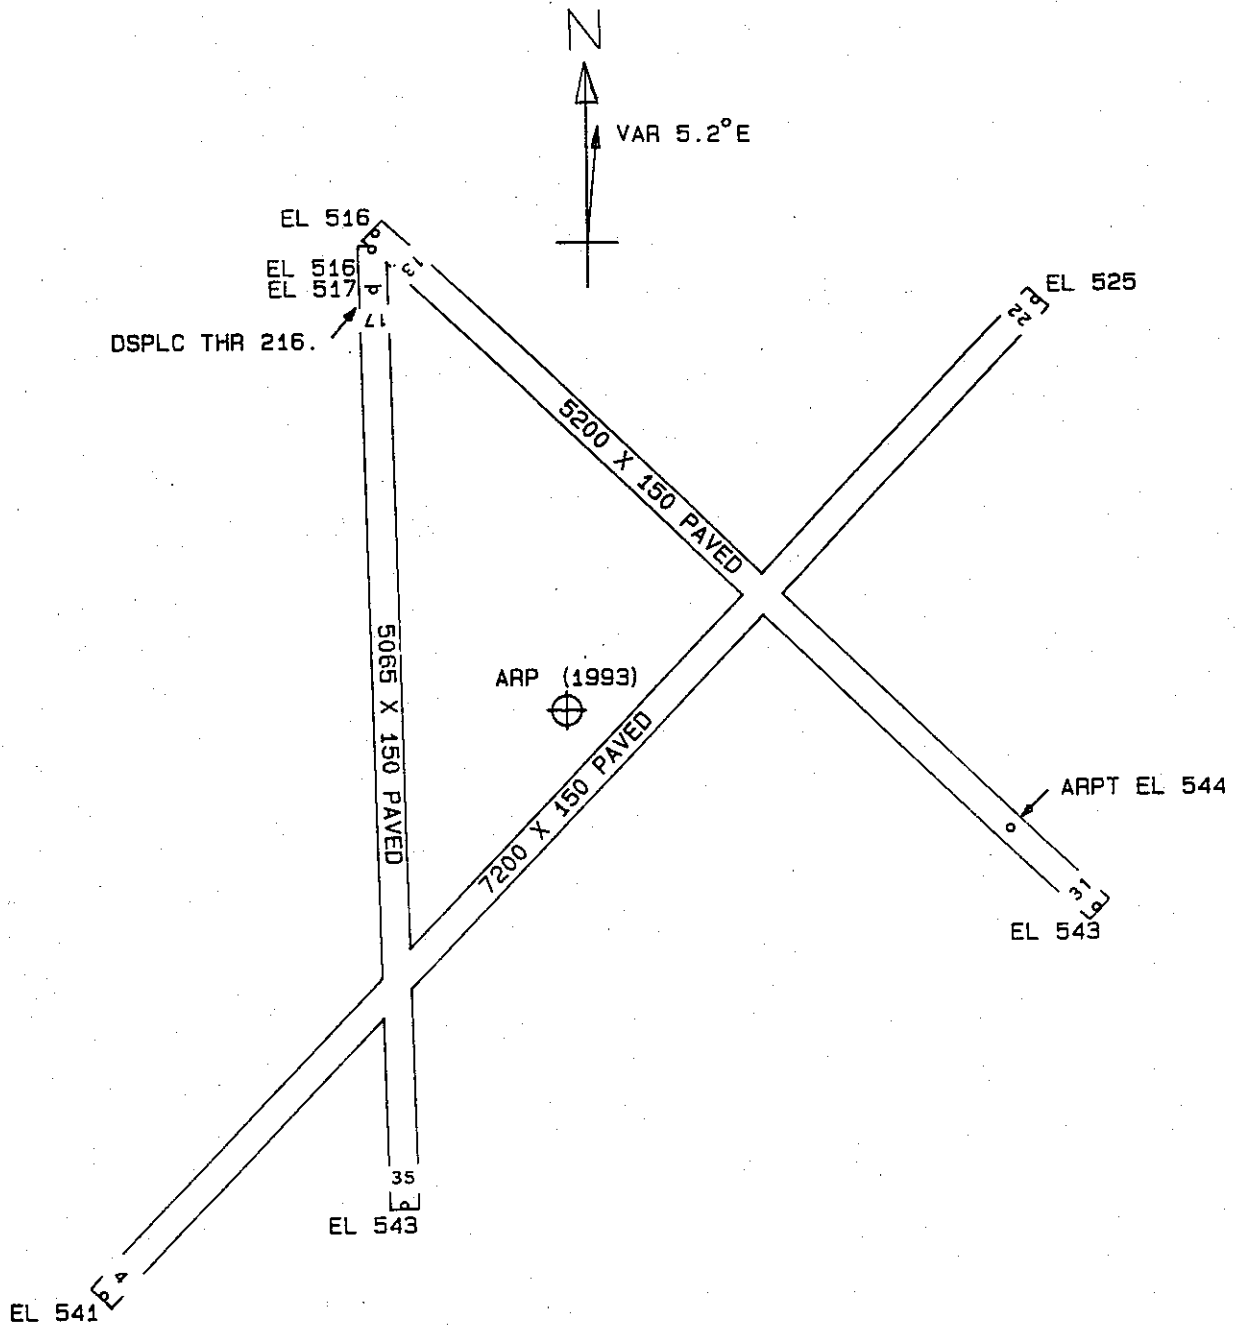 N
VAR 5.2°E
EL 516
EL 516
EL 517
13
17
DSPLC THR 216.
EL 525
22
5200 X 150 PAVED
5065 X 150 PAVED
ARP (1993)
7200 X 150 PAVED
ARPT EL 544
31
EL 543
35
EL 543
4
EL 541